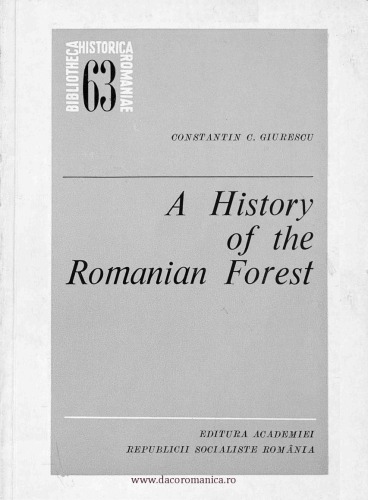 BIBLIOTHECA
HISTORICA
ROMANIAE
63
CONSTANTIN C. GIURESCU
A History
of the
Romanian Forest
EDITURA ACADEMIEI
REPUBLICII SOCIALISTE ROMÂNIA
www.dacoromanica.ro